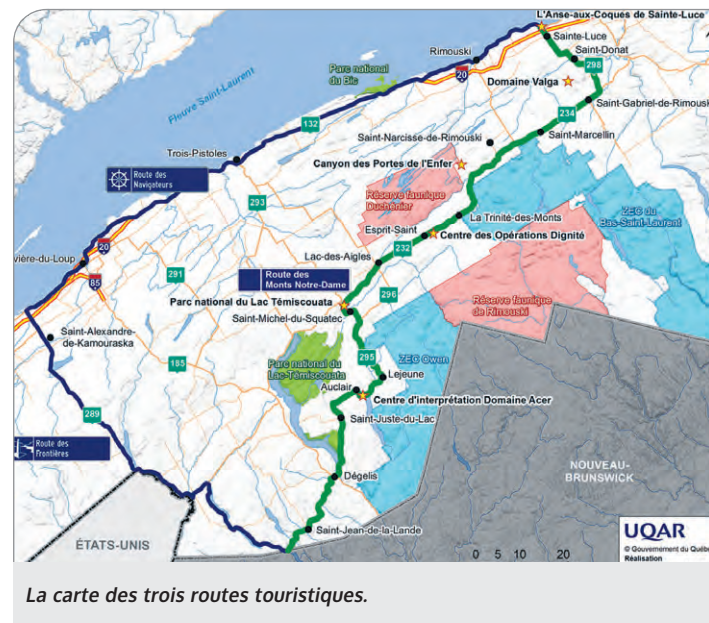 L'Anse-aux-Coques de Sainte-Luce
Sainte-Luce
Rimouski
Saint-Donat
20
298
Parc national
du Bic
Domaine Valga
Fleuve Saint-Laurent
132
234
Saint-Gabriel-de-Rimousk
Saint-Marcellin
Saint-Narcisse-de-Rimouski
Trois-Pistoles
Canyon des Portes de l'Enfer
Route des
Navigateurs
293
Réserve faunique
Duchénier
ZEC du
Bas-Saint-Laurent
La Trinité-des-Monts
Esprit-Saint
Centre des Opérations Dignité
20
232
vière-du-Loup
Lac-des-Aigles
85
291
Route des
Monts Notre-Dame
296
Parc national du Lac Témiscouata
Réserve faunique
de Rimouski
Saint-Michel-du-Squatec
Saint-Alexandre-
de-Kamouraska
295
ZEC Owen
185
Parc national du
Lac-Témiscouata
Lejeune
Auclair
Centre d'interprétation Domaine Acer
289
Saint-Juste-du-Lac
Route des
Frontières
NOUVEAU-
BRUNSWICK
Dégelis
Saint-Jean-de-la-Lande
UQAR
ÉTATS-UNIS
0 5 10 20
© Gouvernement du Québe
Réalisation
La carte des trois routes touristiques.